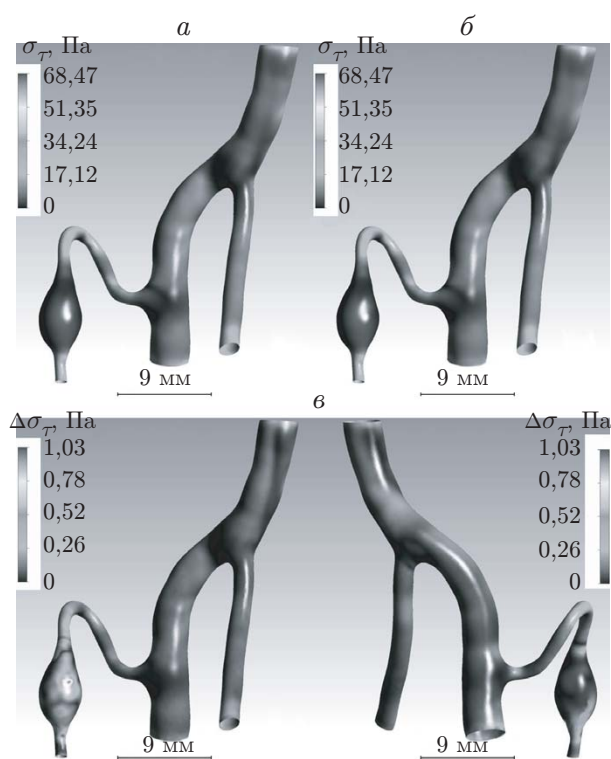 а
б
σ_τ, Па
68,47
51,35
34,24
17,12
0
9 мм
σ_τ, Па
68,47
51,35
34,24
17,12
0
9 мм
в
Δσ_τ, Па
1,03
0,78
0,52
0,26
0
9 мм
Δσ_τ, Па
1,03
0,78
0,52
0,26
0
9 мм